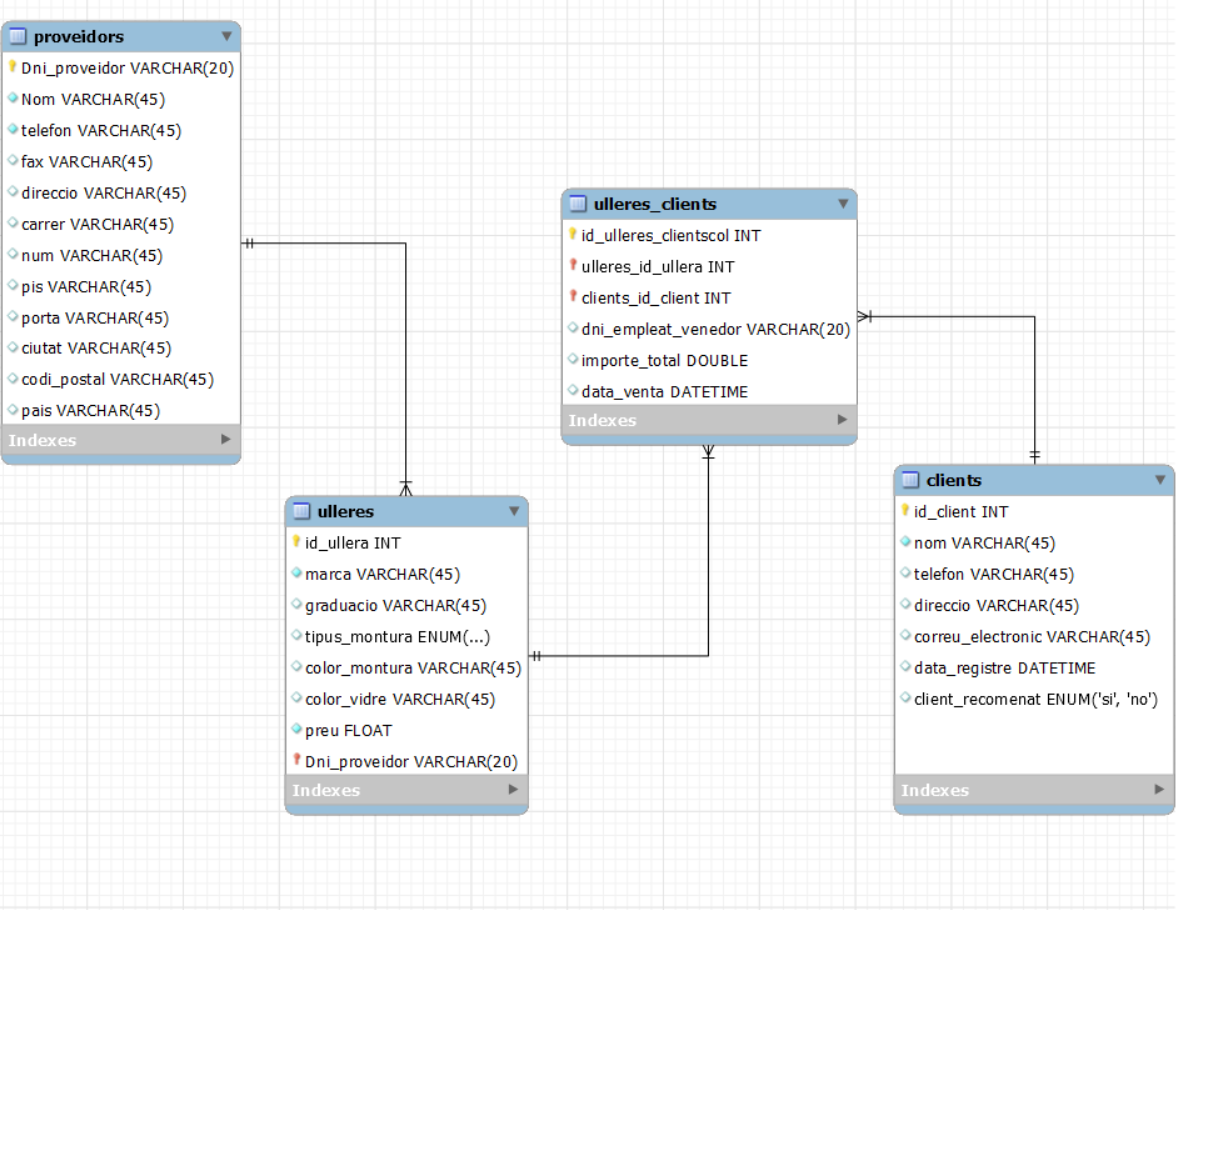 proveidors
Dni_proveidor VARCHAR(20)
Nom VARCHAR(45)
telefon VARCHAR(45)
fax VARCHAR(45)
direccio VARCHAR(45)
carrer VARCHAR(45)
num VARCHAR(45)
pis VARCHAR(45)
porta VARCHAR(45)
ciutat VARCHAR(45)
codi_postal VARCHAR(45)
pais VARCHAR(45)
Indexes
ulleres_clients
id_ulleres_clientscol INT
ulleres_id_ullera INT
clients_id_client INT
dni_empleat_venedor VARCHAR(20)
importe_total DOUBLE
data_venta DATETIME
Indexes
ulleres
id_ullera INT
marca VARCHAR(45)
graduacio VARCHAR(45)
tipus_montura ENUM(...)
color_montura VARCHAR(45)
color_vidre VARCHAR(45)
preu FLOAT
Dni_proveidor VARCHAR(20)
Indexes
clients
id_client INT
nom VARCHAR(45)
telefon VARCHAR(45)
direccio VARCHAR(45)
correu_electronic VARCHAR(45)
data_registre DATETIME
client_recomenat ENUM('si', 'no')
Indexes